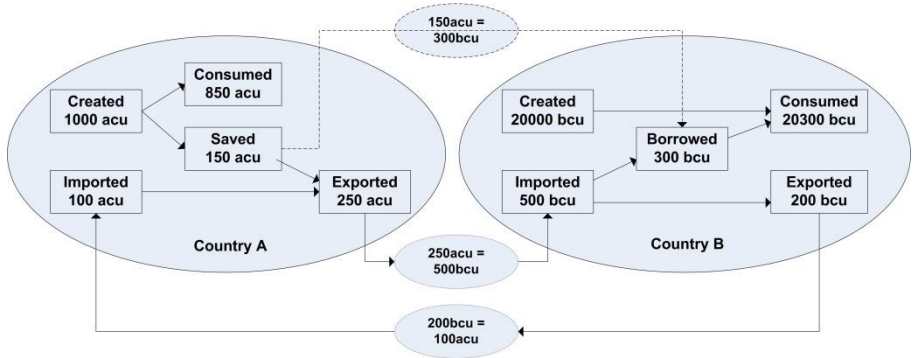 150acu =
300bcu
Created
1000 acu
Consumed
850 acu
Saved
150 acu
Imported
100 acu
Exported
250 acu
Country A
Created
20000 bcu
Consumed
20300 bcu
Borrowed
300 bcu
Imported
500 bcu
Exported
200 bcu
Country B
250acu =
500bcu
200bcu =
100acu